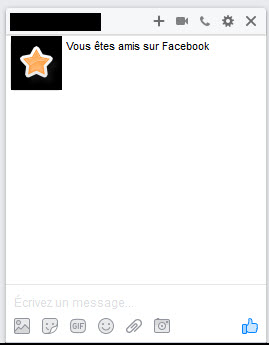 Vous êtes amis sur Facebook
Écrivez un message...
GIF